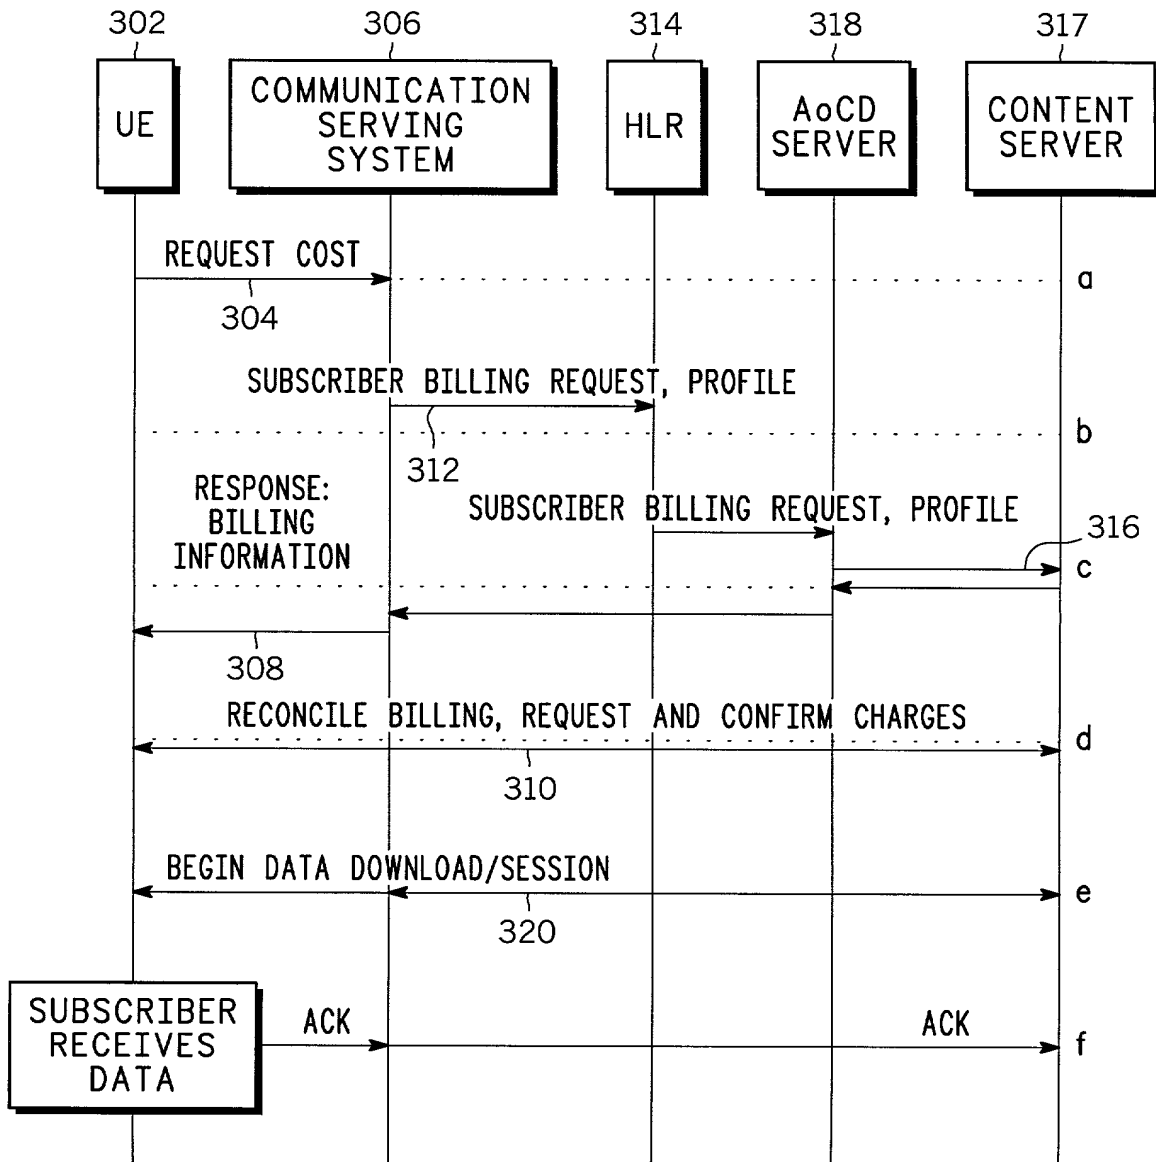 302
306
314
318
317
UE
COMMUNICATION
SERVING
SYSTEM
HLR
AoCD
SERVER
CONTENT
SERVER
REQUEST COST
304
a
SUBSCRIBER BILLING REQUEST, PROFILE
312
b
RESPONSE:
BILLING
INFORMATION
SUBSCRIBER BILLING REQUEST, PROFILE
316
c
308
RECONCILE BILLING, REQUEST AND CONFIRM CHARGES
310
d
BEGIN DATA DOWNLOAD/SESSION
320
e
SUBSCRIBER
RECEIVES
DATA
ACK
ACK
f